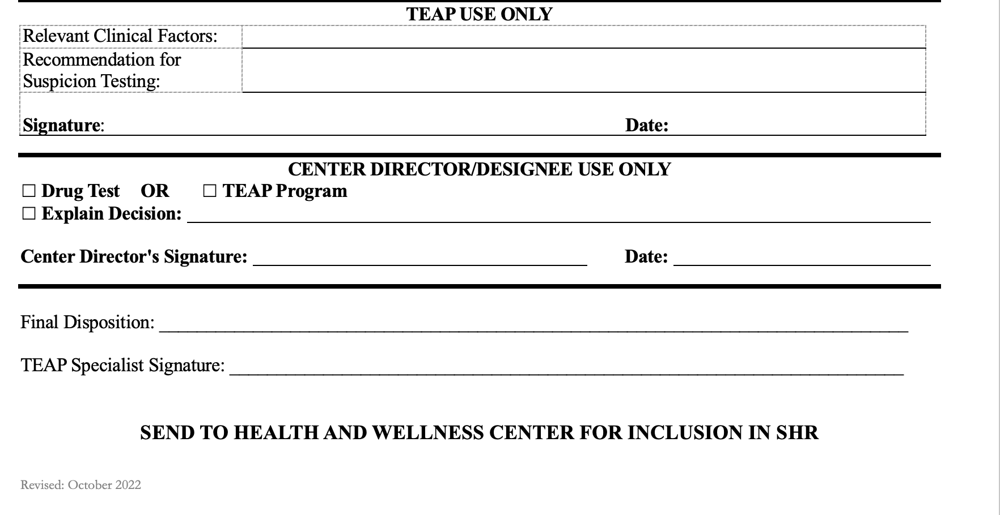 TEAP USE ONLY
Relevant Clinical Factors:
Recommendation for
Suspicion Testing:
Signature: Date:
CENTER DIRECTOR/DESIGNEE USE ONLY
☐ Drug Test OR ☐ TEAP Program
☐ Explain Decision:
Center Director's Signature: Date:
Final Disposition:
TEAP Specialist Signature:
SEND TO HEALTH AND WELLNESS CENTER FOR INCLUSION IN SHR
Revised: October 2022